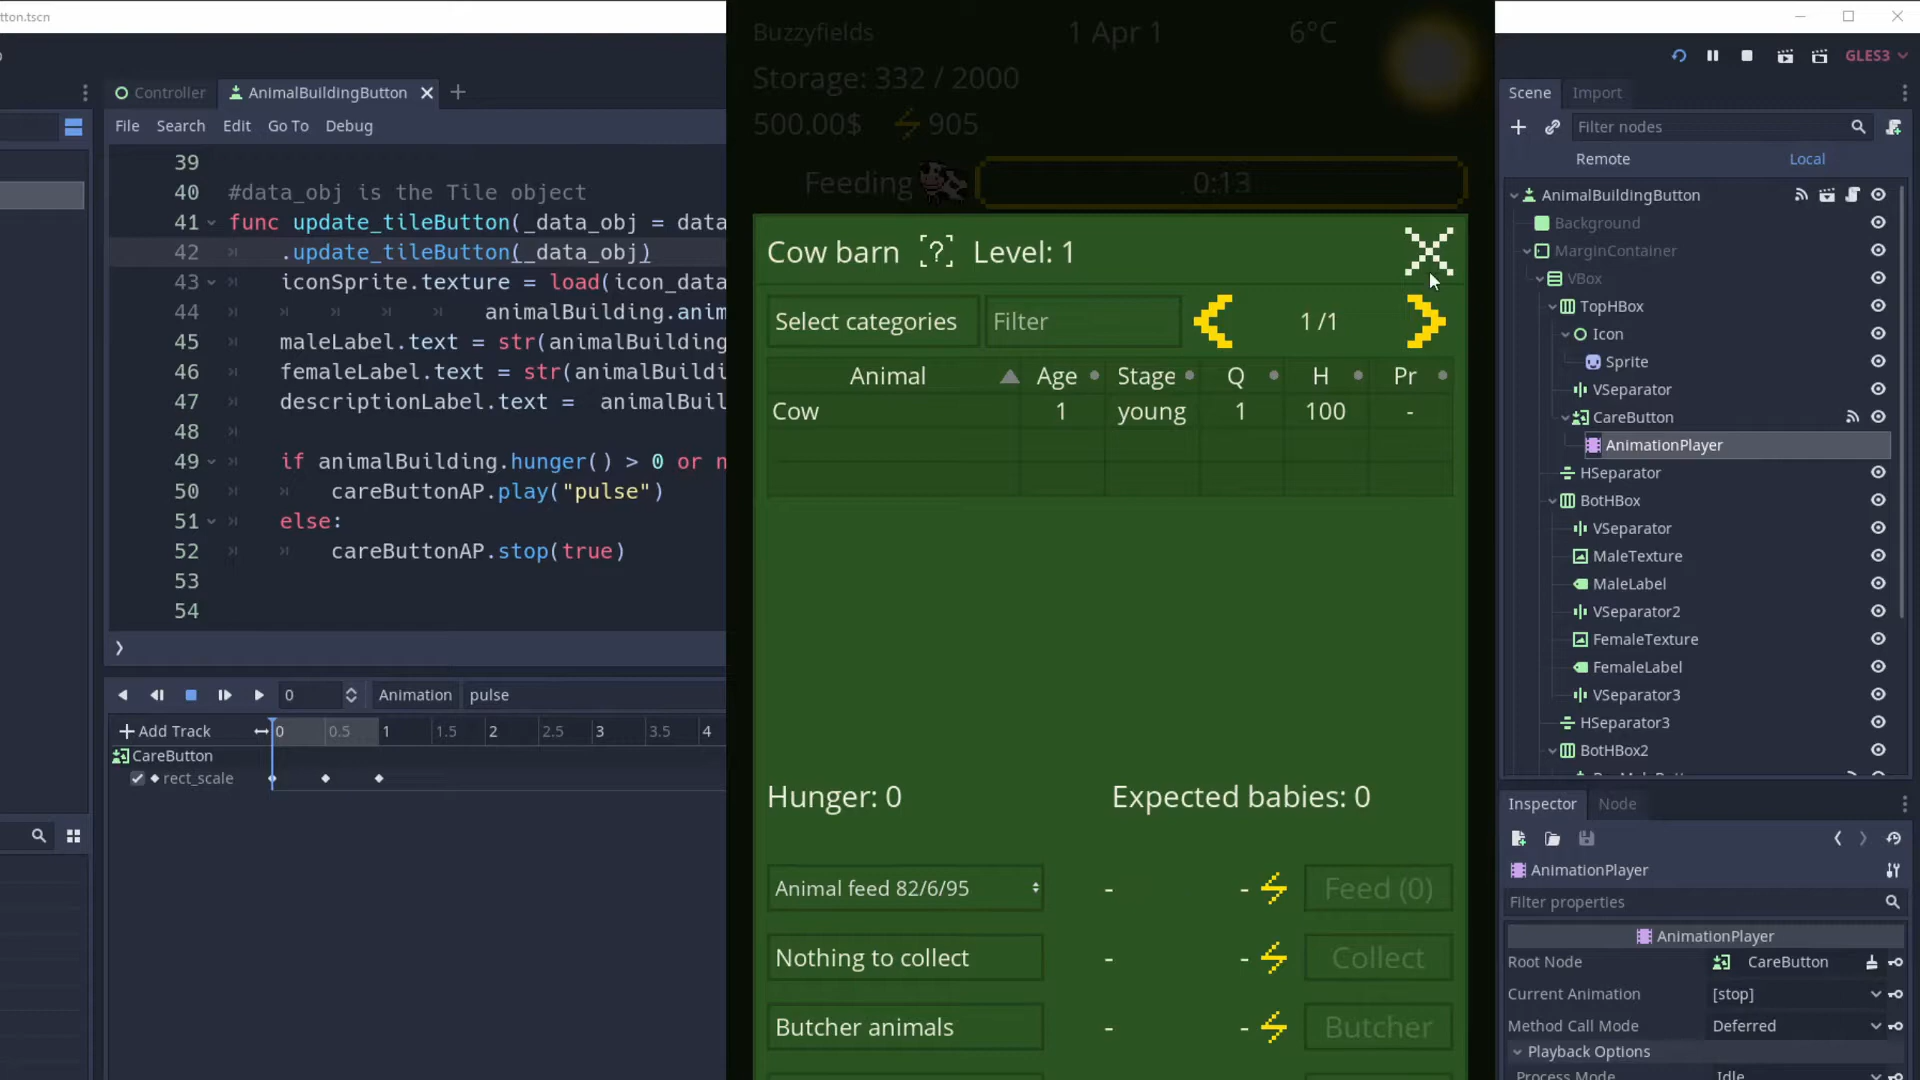 tton.tscn
GLES3
Controller
AnimalBuildingButton
File Search Edit Go To Debug
39
40 #data_obj is the Tile object
41 func update_tileButton(_data_obj = data
42 .update_tileButton(_data_obj)
43 iconSprite.texture = load(icon_data
44 animalBuilding.anim
45 maleLabel.text = str(animalBuilding
46 femaleLabel.text = str(animalBuildi
47 descriptionLabel.text = animalBuil
48
49 if animalBuilding.hunger() > 0 or n
50 careButtonAP.play("pulse")
51 else:
52 careButtonAP.stop(true)
53
54
0 Animation pulse
Add Track 0 0.5 1 1.5 2 2.5 3 3.5 4
CareButton
rect_scale
Buzzyfields 1 Apr 1 6°C
Storage: 332 / 2000
500.00$ 905
Feeding 0:13
Cow barn [?] Level: 1
Select categories Filter 1 /1
Animal Age Stage Q H Pr
Cow 1 young 1 100 -
Hunger: 0 Expected babies: 0
Animal feed 82/6/95 - - Feed (0)
Nothing to collect - - Collect
Butcher animals - - Butcher
Scene Import
Filter nodes
Remote Local
AnimalBuildingButton
Background
MarginContainer
VBox
TopHBox
Icon
Sprite
VSeparator
CareButton
AnimationPlayer
HSeparator
BotHBox
VSeparator
MaleTexture
MaleLabel
VSeparator2
FemaleTexture
FemaleLabel
VSeparator3
HSeparator3
BotHBox2
Inspector Node
AnimationPlayer
Filter properties
AnimationPlayer
Root Node CareButton
Current Animation [stop]
Method Call Mode Deferred
Playback Options
Process Mode Idle